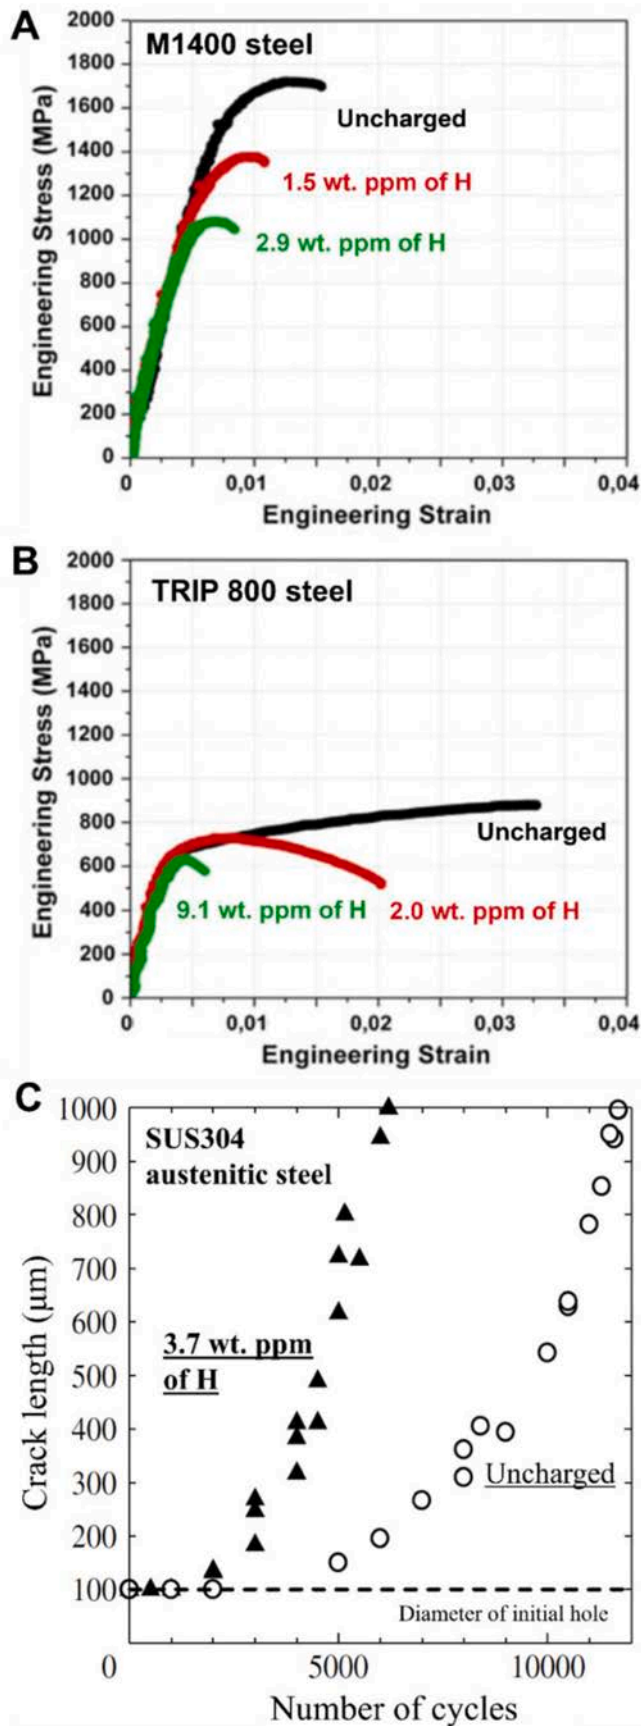 A
M1400 steel
Engineering Stress (MPa)
2000
1800
1600
1400
1200
1000
800
600
400
200
0
Uncharged
1.5 wt. ppm of H
2.9 wt. ppm of H
0 0,01 0,02 0,03 0,04
Engineering Strain
B
TRIP 800 steel
Engineering Stress (MPa)
2000
1800
1600
1400
1200
1000
800
600
400
200
0
Uncharged
9.1 wt. ppm of H
2.0 wt. ppm of H
0 0,01 0,02 0,03 0,04
Engineering Strain
C
SUS304
austenitic steel
Crack length (μm)
1000
900
800
700
600
500
400
300
200
100
3.7 wt. ppm
of H
Uncharged
Diameter of initial hole
0 5000 10000
Number of cycles